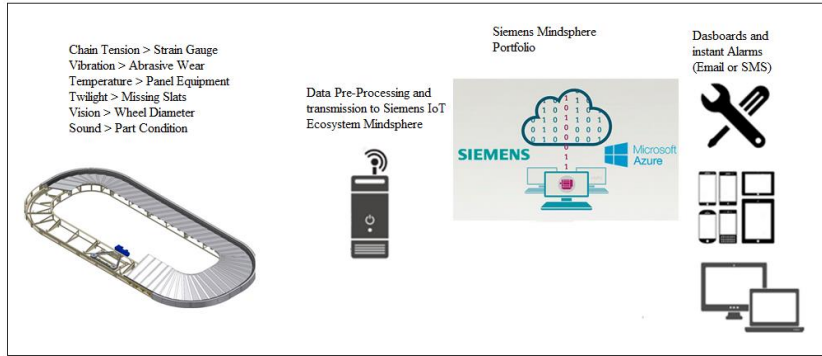 Chain Tension > Strain Gauge
Vibration > Abrasive Wear
Temperature > Panel Equipment
Twilight > Missing Slats
Vision > Wheel Diameter
Sound > Part Condition
Data Pre-Processing and
transmission to Siemens IoT
Ecosystem Mindsphere
Siemens Mindsphere
Portfolio
SIEMENS
Microsoft
Azure
Dasboards and
instant Alarms
(Email or SMS)